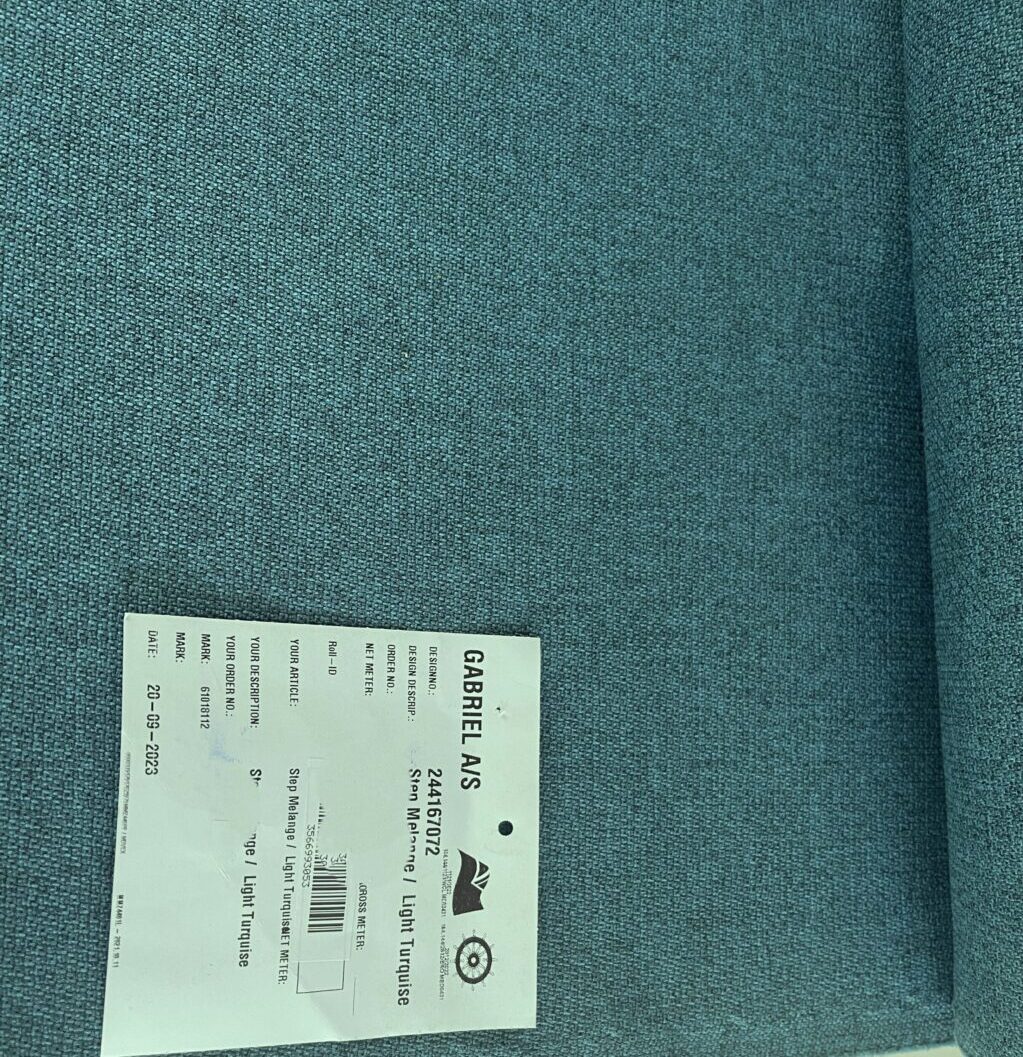 GABRIEL A/S
DESIGNNO.: 244167072
DESIGN DESCRIP.: Step Melange / Light Turquise
ORDER NO.:
NET METER: GROSS METER:
Roll-ID
3566993053
YOUR ARTICLE: Step Melange / Light Turquise
NET METER:
YOUR DESCRIPTION: nge / Light Turquise
YOUR ORDER NO.:
MARK: 61018112
MARK:
DATE: 20-09-2023